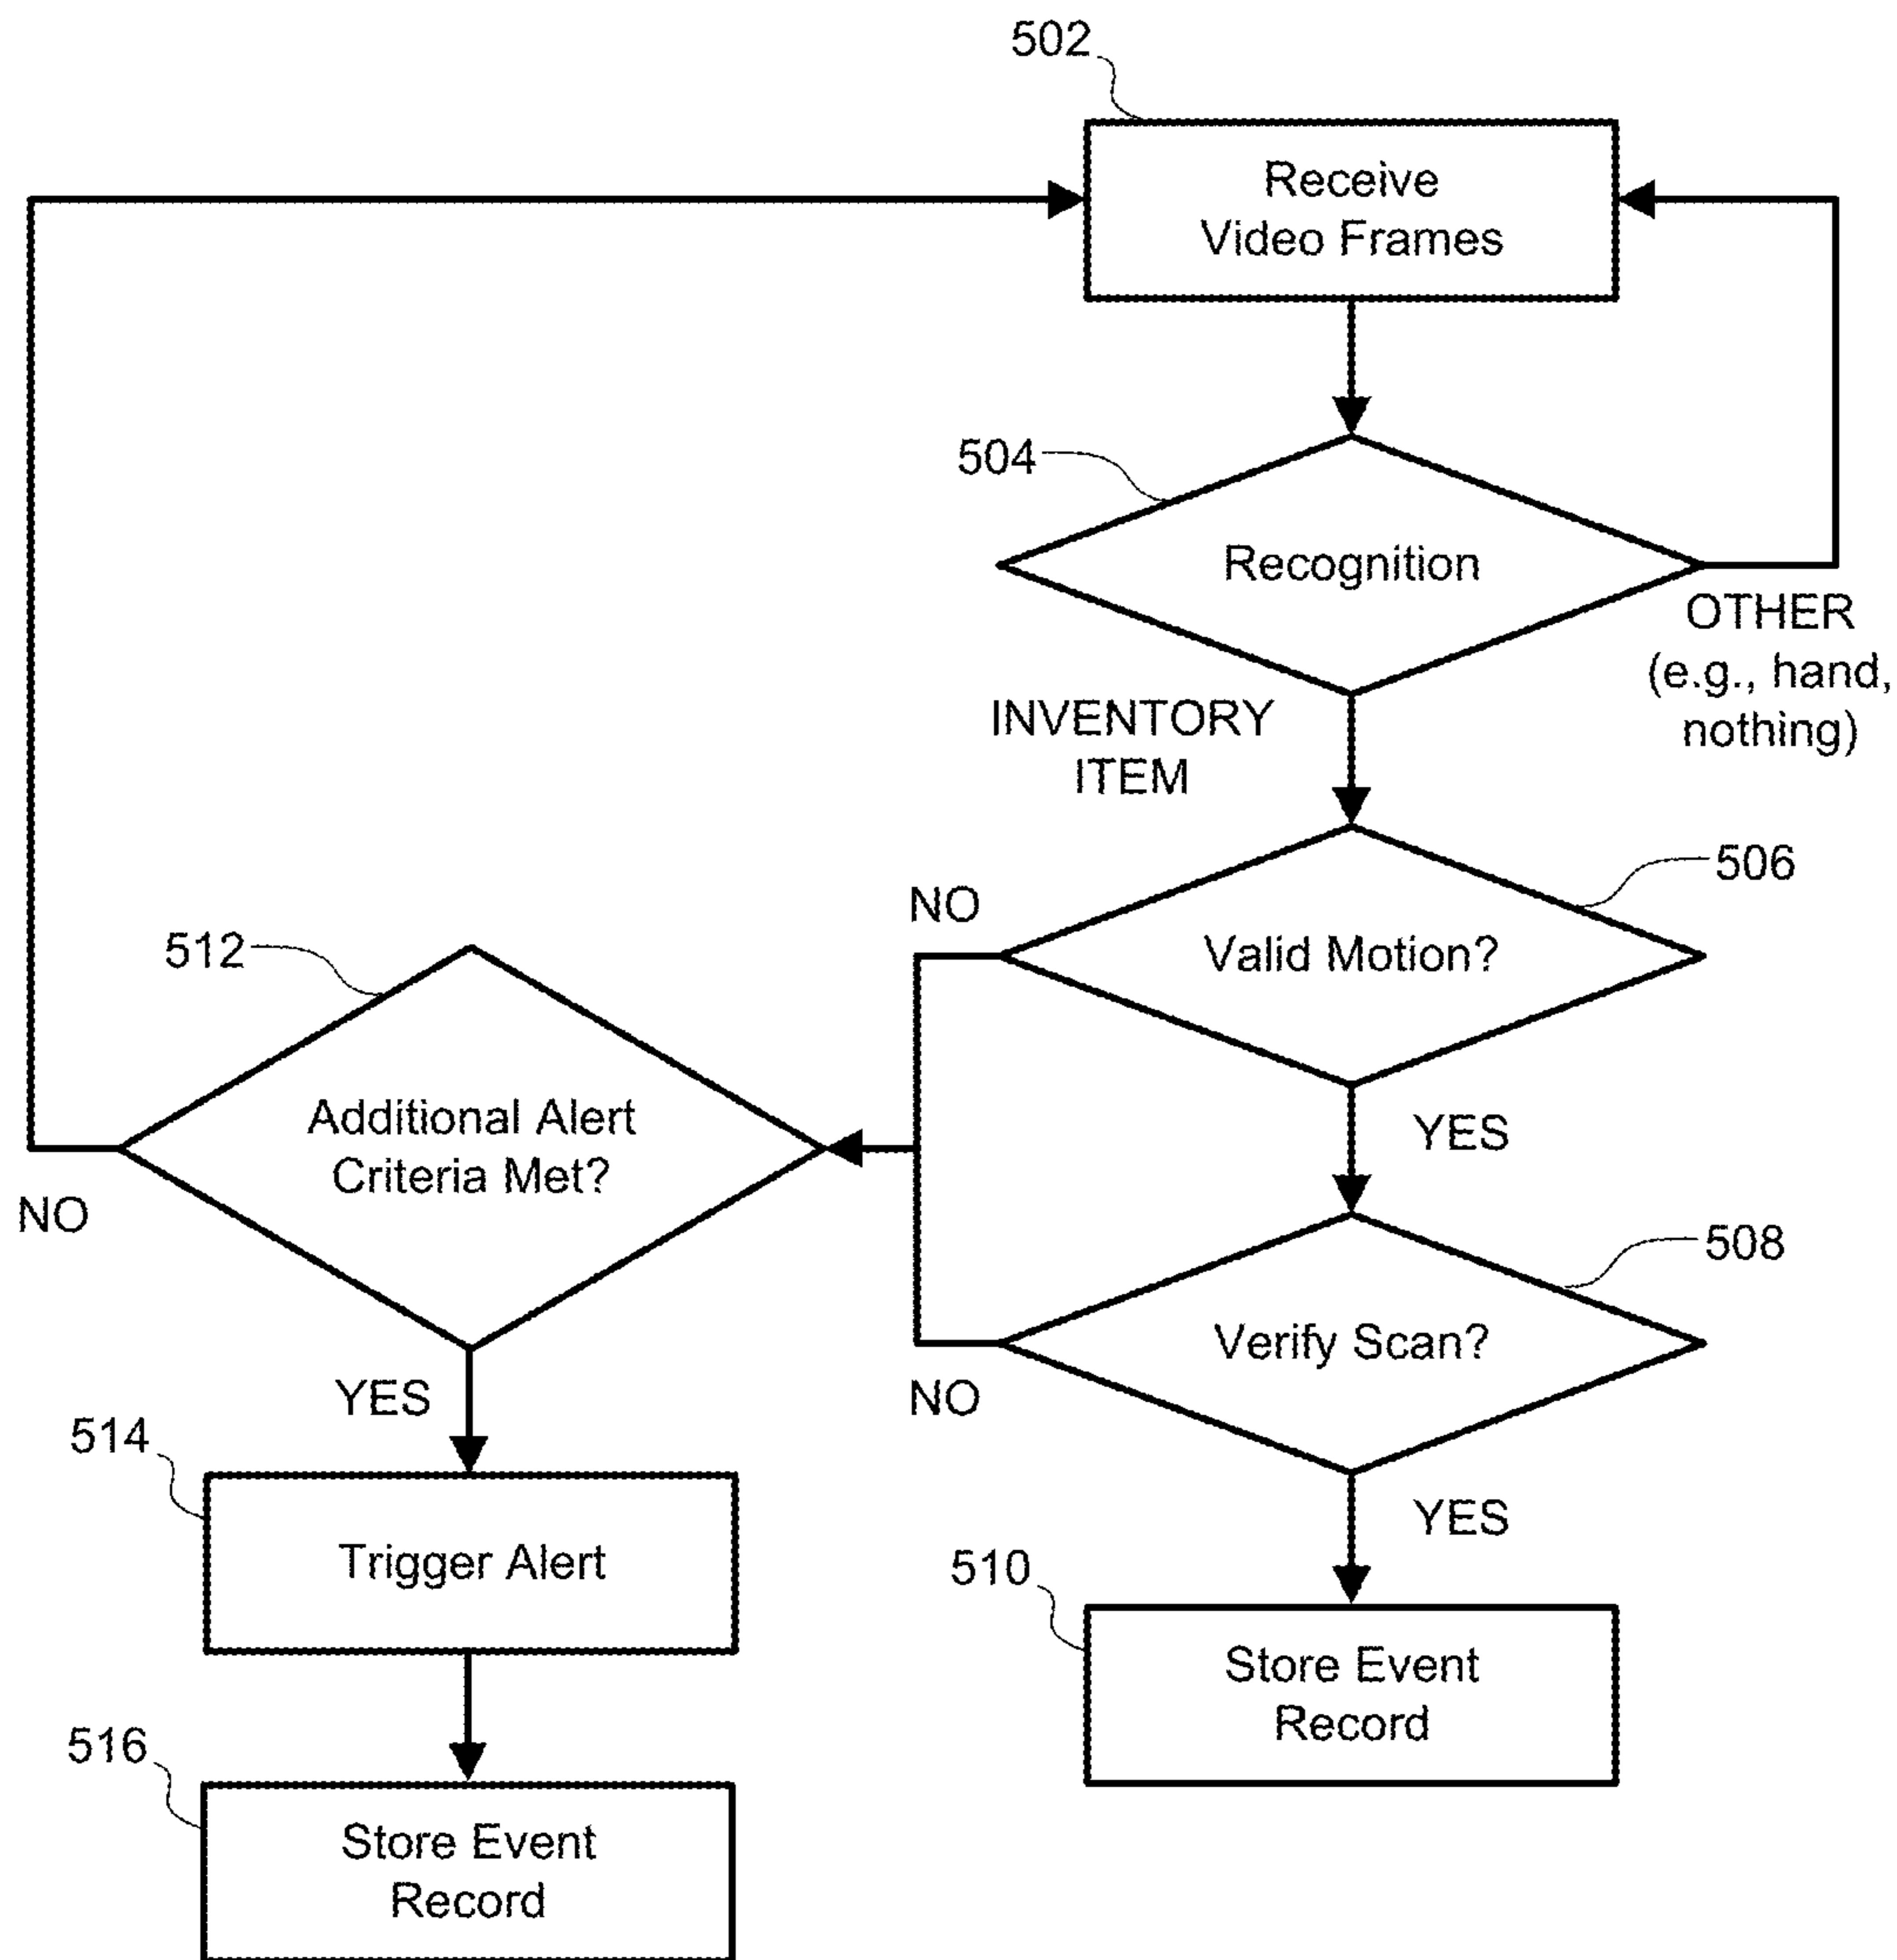 502
Receive
Video Frames
504
Recognition
OTHER
(e.g., hand,
nothing)
INVENTORY
ITEM
506
NO
Valid Motion?
512
YES
Additional Alert
Criteria Met?
NO
508
Verify Scan?
NO
YES
514
YES
Trigger Alert
510
Store Event
Record
516
Store Event
Record